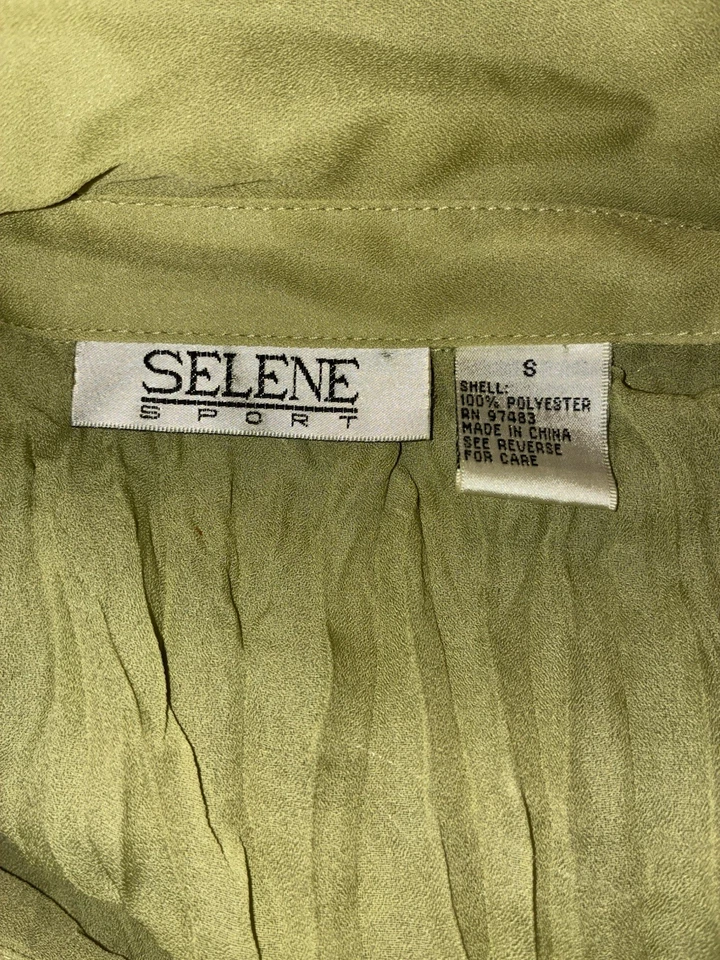 SELENE
SPORT
S
SHELL:
100% POLYESTER
RN 97483
MADE IN CHINA
SEE REVERSE
FOR CARE